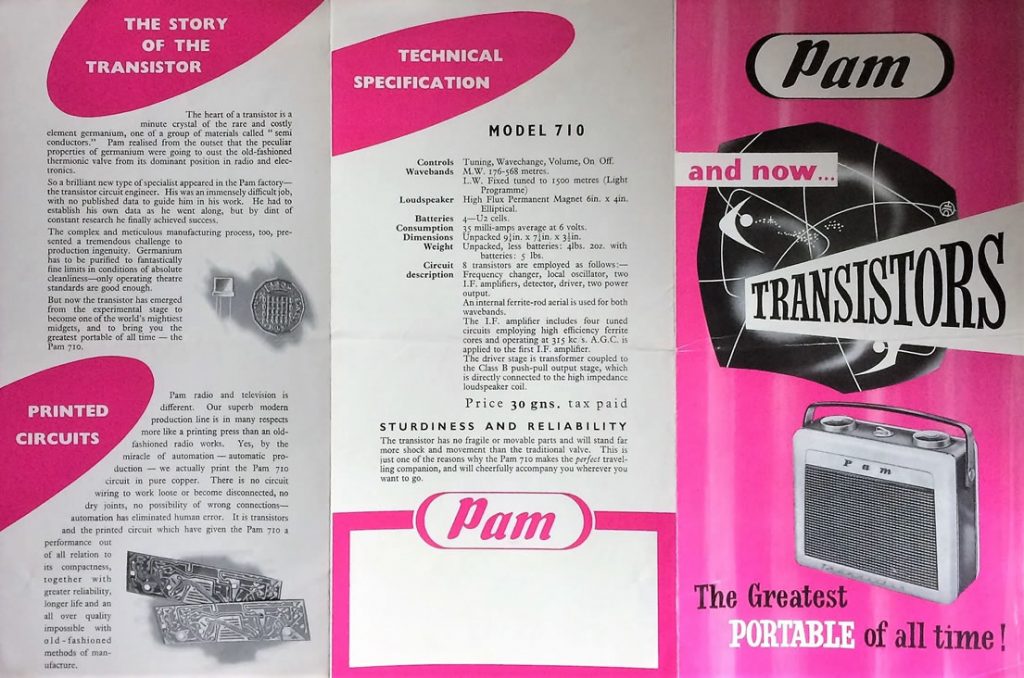 THE STORY
OF THE
TRANSISTOR
The heart of a transistor is a
minute crystal of the rare and costly
element germanium, one of a group of materials called " semi
conductors." Pam realised from the outset that the peculiar
properties of germanium were going to oust the old-fashioned
thermionic valve from its dominant position in radio and elec-
tronics.
So a brilliant new type of specialist appeared in the Pam factory—
the transistor circuit engineer. His was an immensely difficult job,
with no published data to guide him in his work. He had to
establish his own data as he went along, but by dint of
constant research he finally achieved success.
The complex and meticulous manufacturing process, too, pre-
sented a tremendous challenge to
production ingenuity. Germanium
has to be purified to fantastically
fine limits in conditions of absolute
cleanliness—only operating theatre
standards are good enough.
But now the transistor has emerged
from the experimental stage to
become one of the world's mightiest
midgets, and to bring you the
greatest portable of all time — the
Pam 710.
PRINTED
CIRCUITS
Pam radio and television is
different. Our superb modern
production line is in many respects
more like a printing press than an old-
fashioned radio works. Yes, by the
miracle of automation — automatic pro-
duction — we actually print the Pam 710
circuit in pure copper. There is no circuit
wiring to work loose or become disconnected, no
dry joints, no possibility of wrong connections—
automation has eliminated human error. It is transistors
and the printed circuit which have given the Pam 710 a
performance out
of all relation to
its compactness,
together with
greater reliability,
longer life and an
all over quality
impossible with
old-fashioned
methods of man-
ufacture.
TECHNICAL
SPECIFICATION
MODEL 710
Controls Tuning, Wavechange, Volume, On Off.
Wavebands M.W. 176-568 metres.
L.W. Fixed tuned to 1500 metres (Light
Programme)
Loudspeaker High Flux Permanent Magnet 6in. x 4in.
Elliptical.
Batteries 4—U2 cells.
Consumption 35 milli-amps average at 6 volts.
Dimensions Unpacked
Weight Unpacked, less batteries: 4lbs. 2oz. with
batteries: 5 lbs.
Circuit 8 transistors are employed as follows:—
description Frequency changer, local oscillator, two
I.F. amplifiers, detector, driver, two power
output.
An internal ferrite-rod aerial is used for both
wavebands.
The I.F. amplifier includes four tuned
circuits employing high efficiency ferrite
cores and operating at 315 kc s. A.G.C. is
applied to the first I.F. amplifier.
The driver stage is transformer coupled to
the Class B push-pull output stage, which
is directly connected to the high impedance
loudspeaker coil.
Price 30 gns. tax paid
STURDINESS AND RELIABILITY
The transistor has no fragile or movable parts and will stand far
more shock and movement than the traditional valve. This is
just one of the reasons why the Pam 710 makes the perfect travel-
ling companion, and will cheerfully accompany you wherever you
want to go.
Pam
Pam
and now...
TRANSISTORS
Pam
The Greatest
PORTABLE of all time!